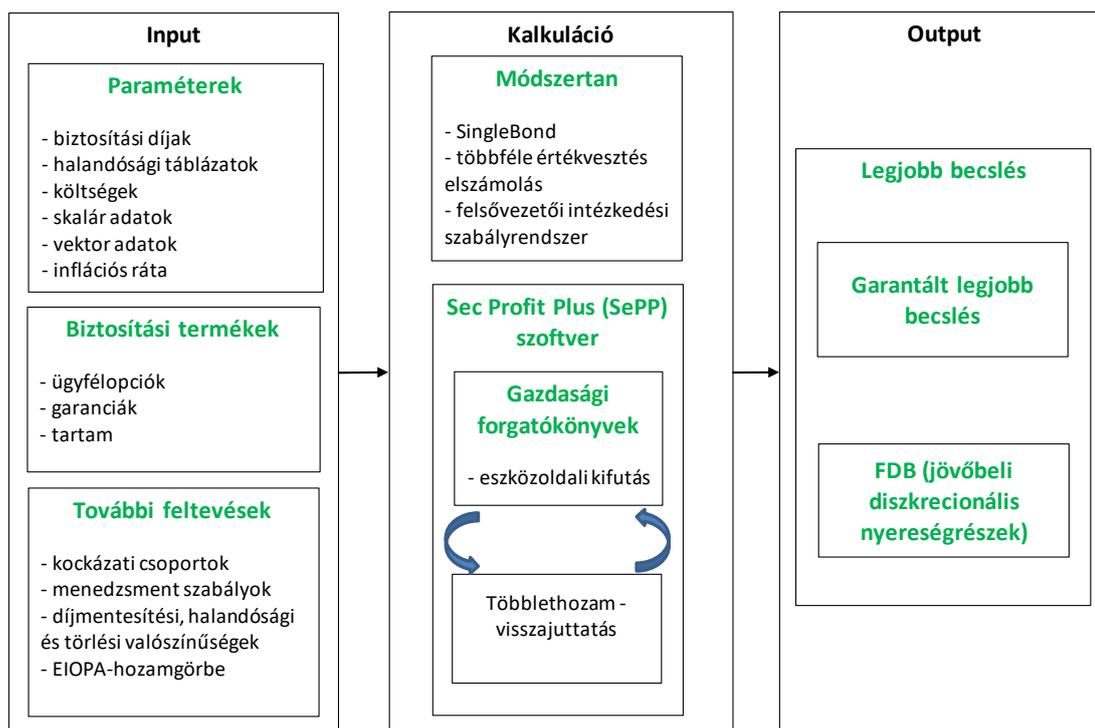 Input
Paraméterek
- biztosítási díjak
- halandósági táblázatok
- költségek
- skalár adatok
- vektor adatok
- inflációs ráta
Biztosítási termékek
- ügyfélopciók
- garanciák
- tartam
További feltevések
- kockázati csoportok
- menedzsment szabályok
- díjmentesítési, halandósági
és törlési valószínűségek
- EIOPA-hozamgörbe
Kalkuláció
Módszertan
- SingleBond
- többféle értékvesztés
elszámolás
- felsővezetői intézkedési
szabályrendszer
Sec Profit Plus (SePP)
szoftver
Gazdasági
forgatókönyvek
- eszközoldali kifutás
Többlethozam -
visszajuttatás
Output
Legjobb becslés
Garantált legjobb
becslés
FDB (jövőbeli
diszkrecionális
nyereségrészek)